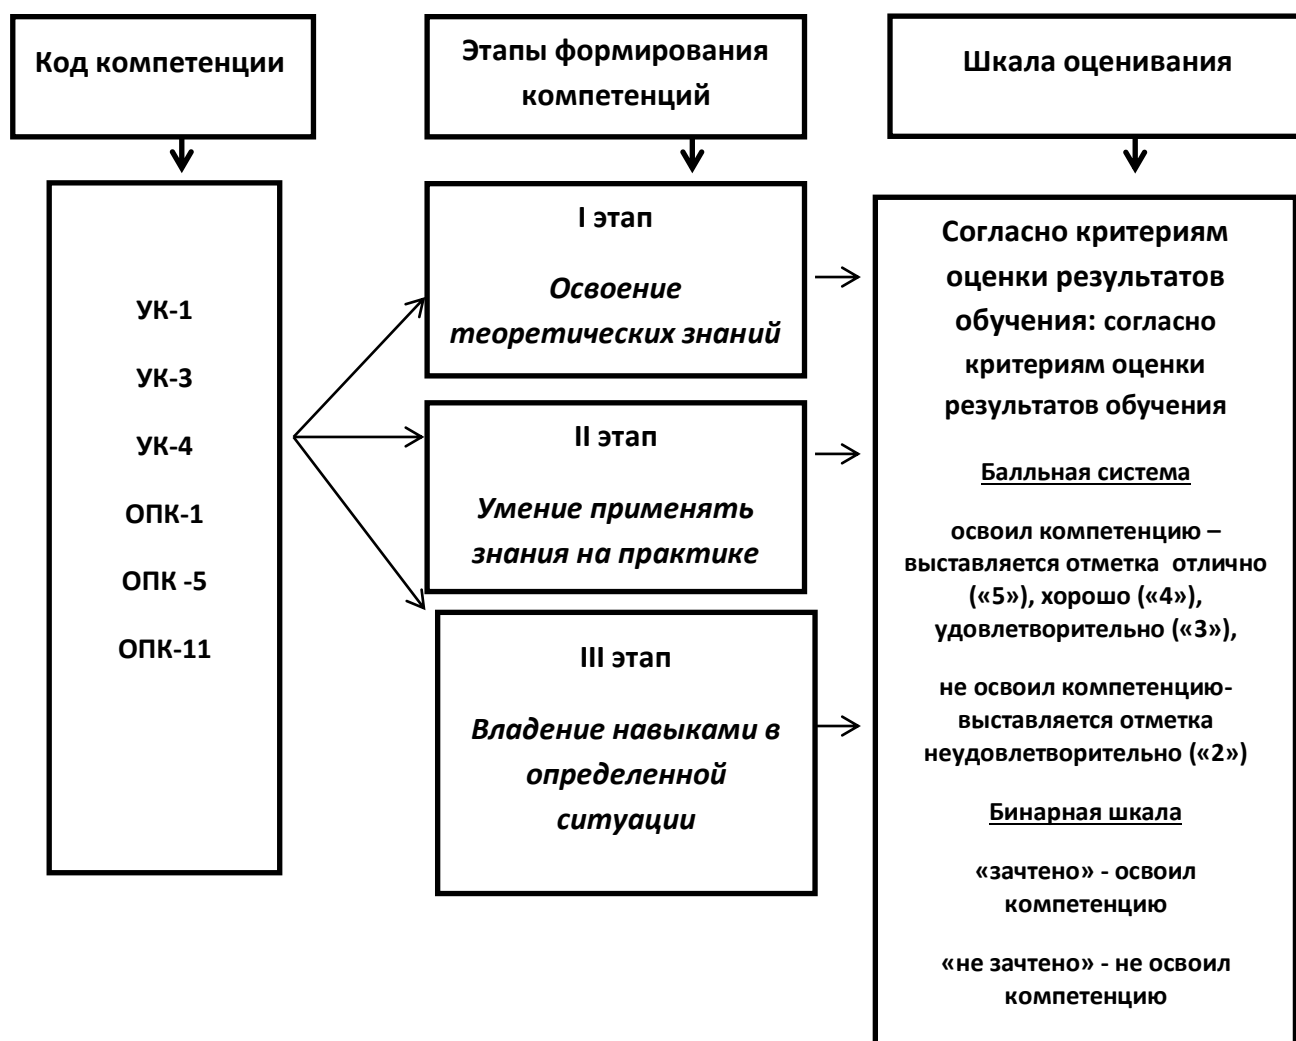 Код компетенции
Этапы формирования
компетенций
Шкала оценивания
УК-1
УК-3
УК-4
ОПК-1
ОПК -5
ОПК-11
I этап
Освоение
теоретических знаний
II этап
Умение применять
знания на практике
III этап
Владение навыками в
определенной
ситуации
Согласно критериям
оценки результатов
обучения: согласно
критериям оценки
результатов обучения
Балльная система
освоил компетенцию –
выставляется отметка  отлично
(«5»), хорошо («4»),
удовлетворительно («3»),
не освоил компетенцию-
выставляется отметка
неудовлетворительно («2»)
Бинарная шкала
«зачтено» - освоил
компетенцию
«не зачтено» - не освоил
компетенцию